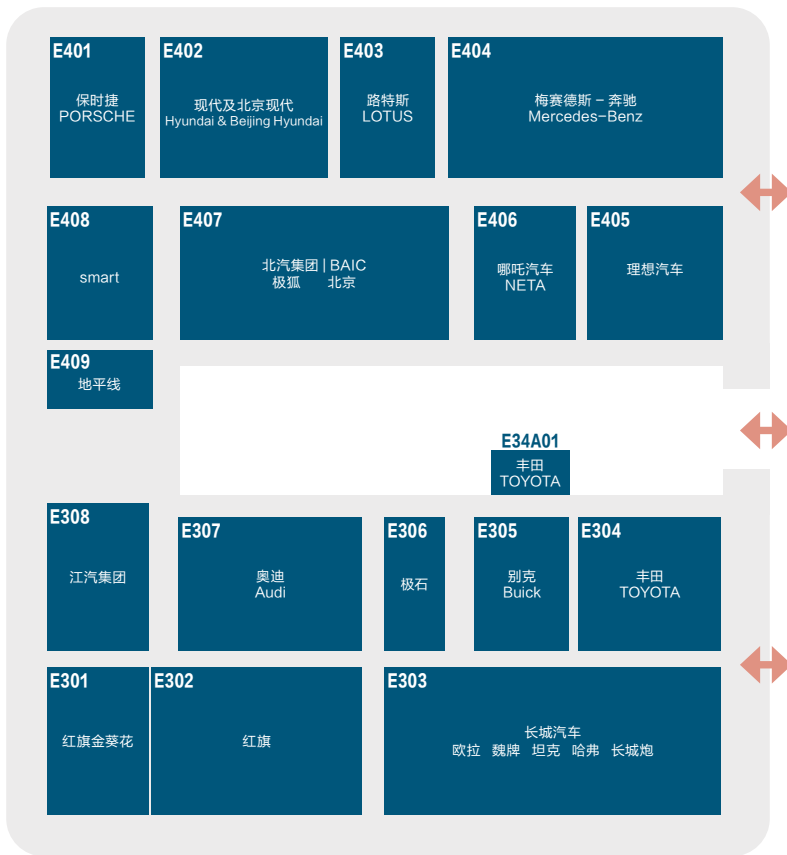 E401
保时捷
PORSCHE
E402
现代及北京现代
Hyundai & Beijing Hyundai
E403
路特斯
LOTUS
E404
梅赛德斯－奔驰
Mercedes-Benz
E408
smart
E407
北汽集团 | BAIC
极狐 北京
E406
哪吒汽车
NETA
E405
理想汽车
E409
地平线
E34A01
丰田
TOYOTA
E308
江汽集团
E307
奥迪
Audi
E306
极石
E305
别克
Buick
E304
丰田
TOYOTA
E301
红旗金葵花
E302
红旗
E303
长城汽车
欧拉 魏牌 坦克 哈弗 长城炮